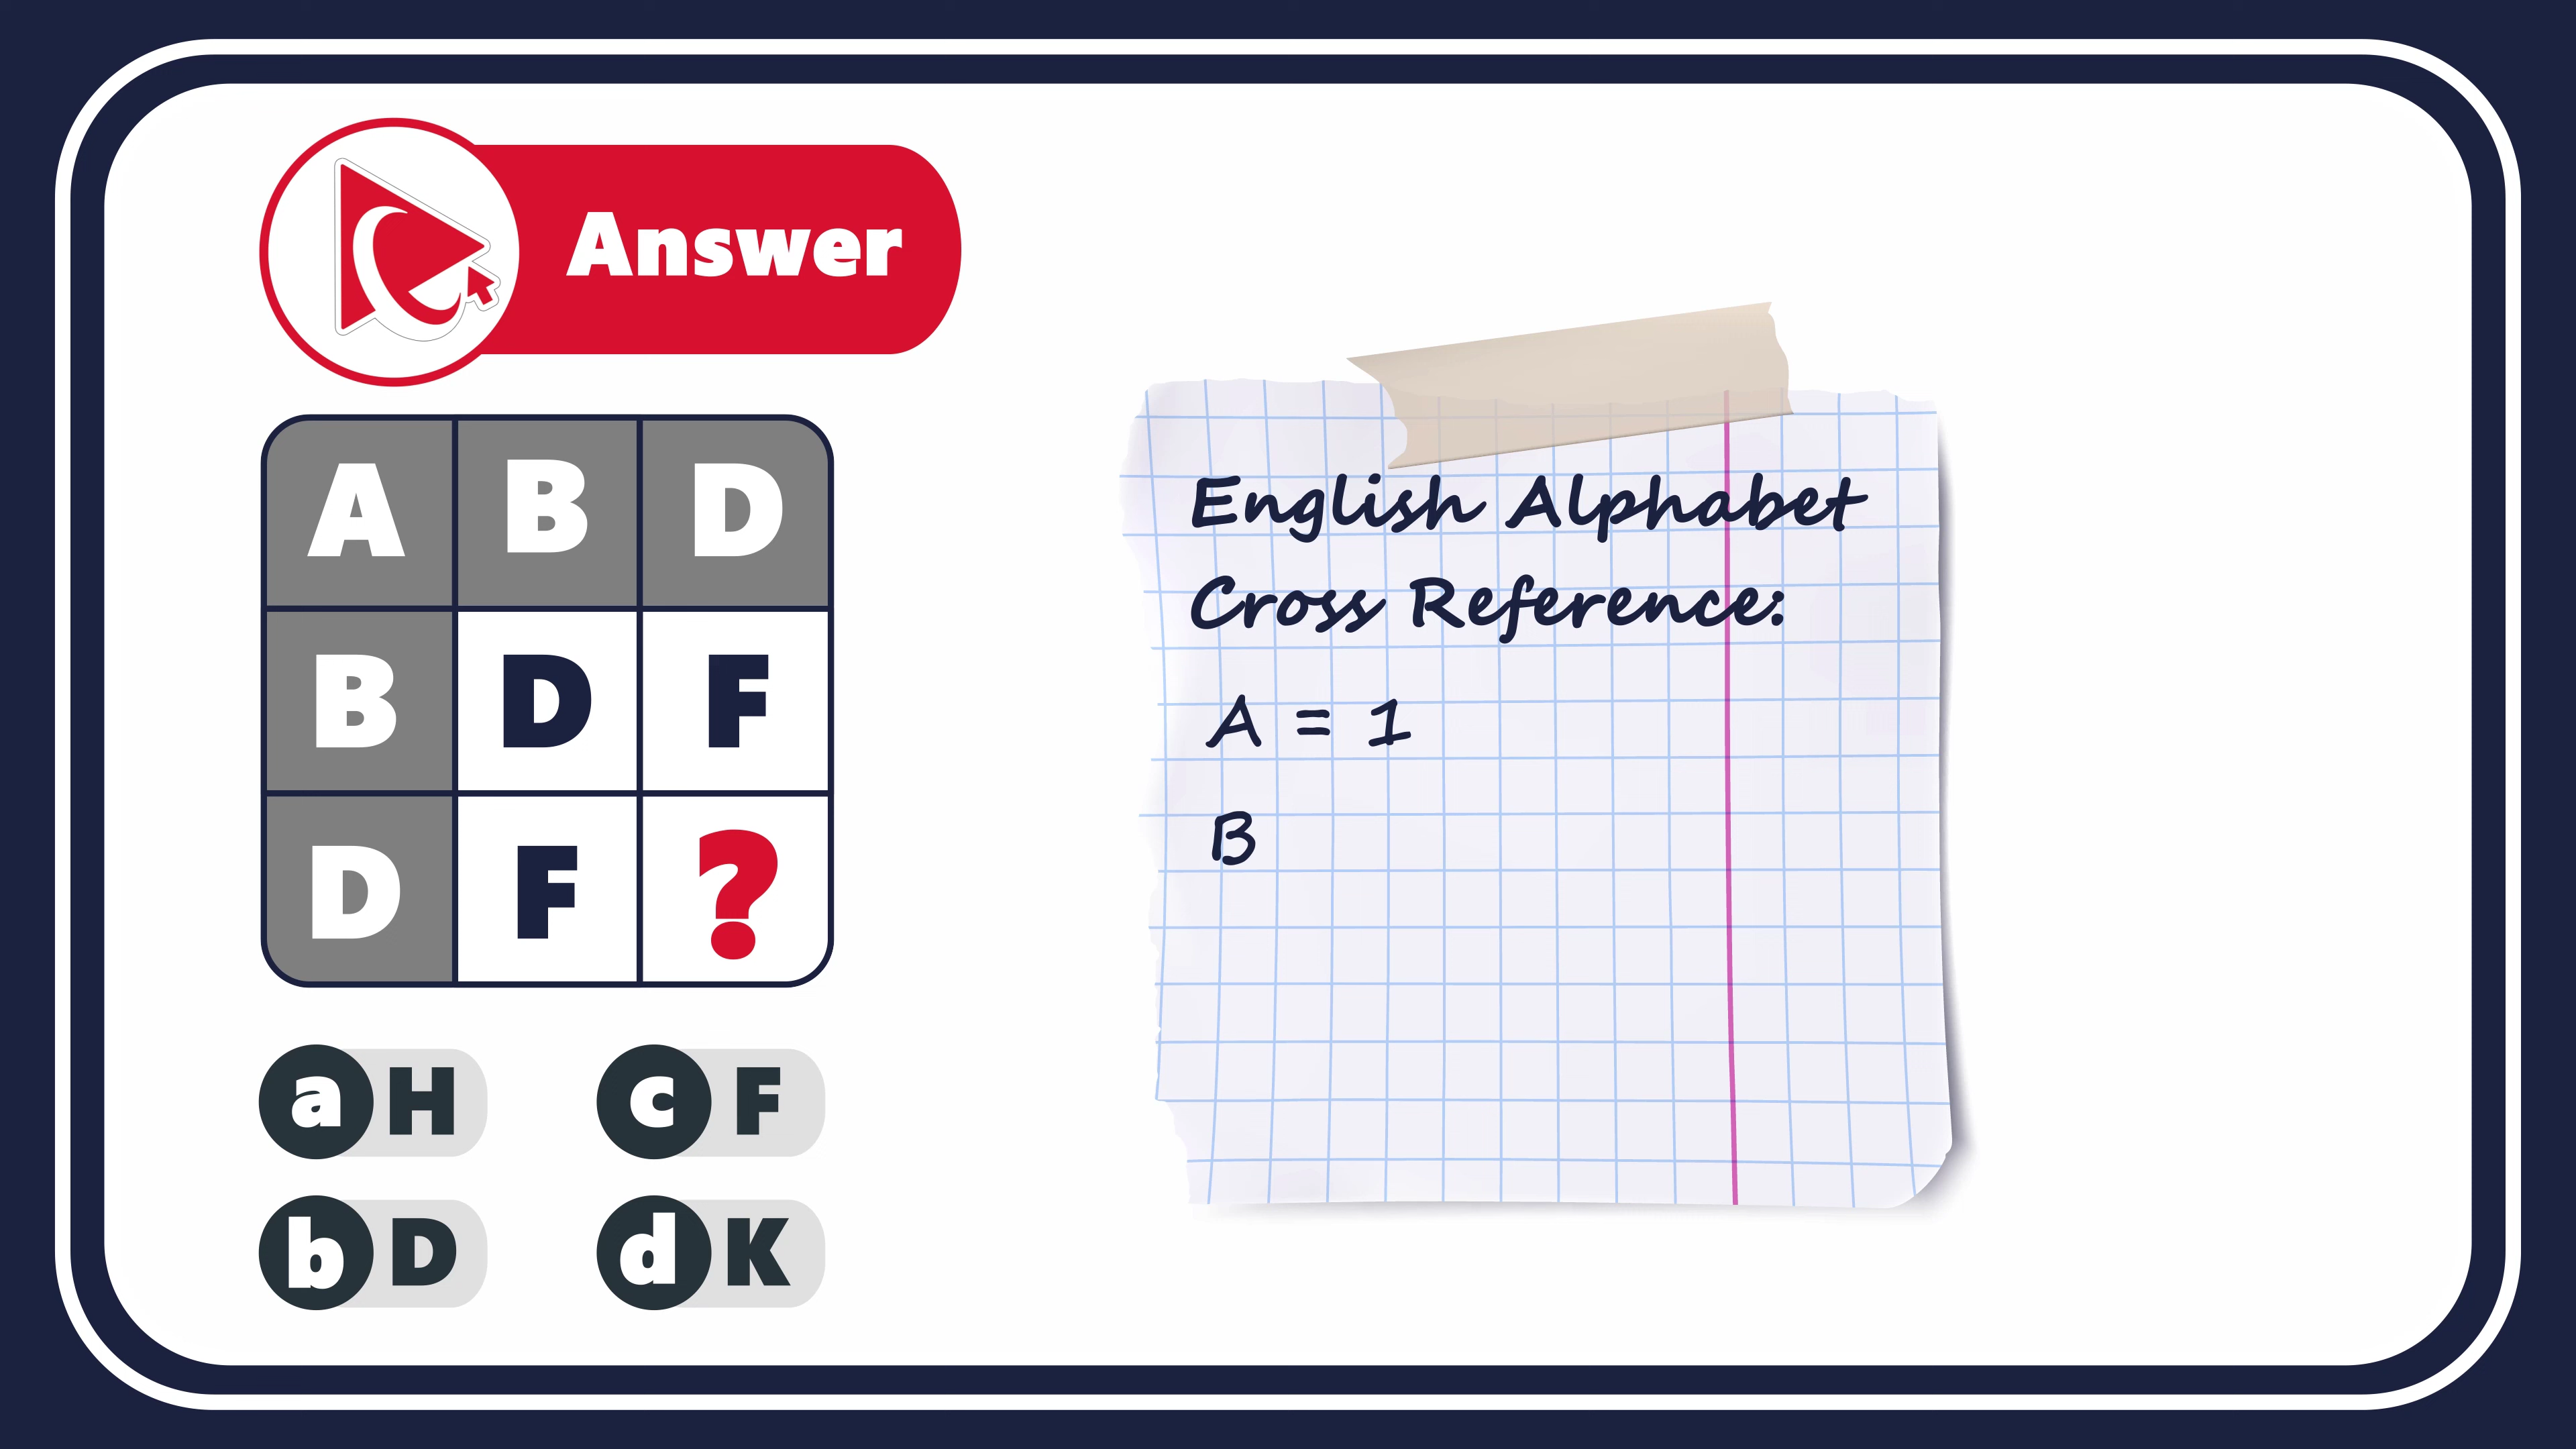 Answer
A B D
B D F
D F ?
a H
c F
b D
d K
English Alphabet
Cross Reference:
A = 1
B